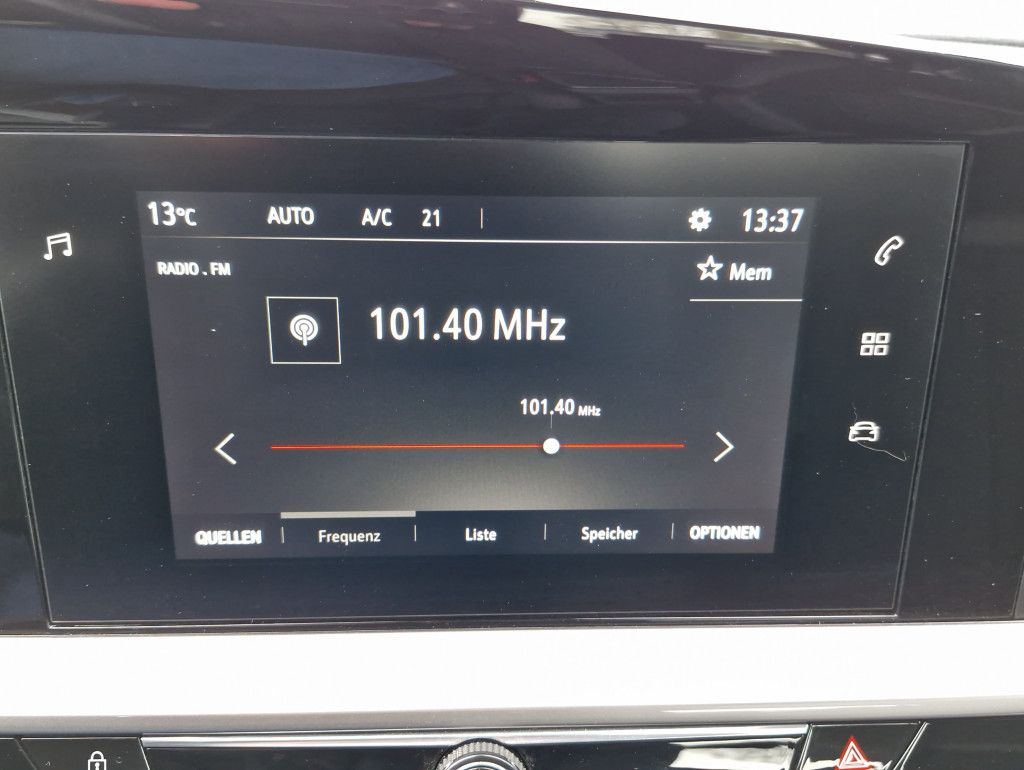 13°C AUTO A/C 21 13:37
RADIO . FM Mem
101.40 MHz
101.40 MHz
QUELLEN Frequenz Liste Speicher OPTIONEN